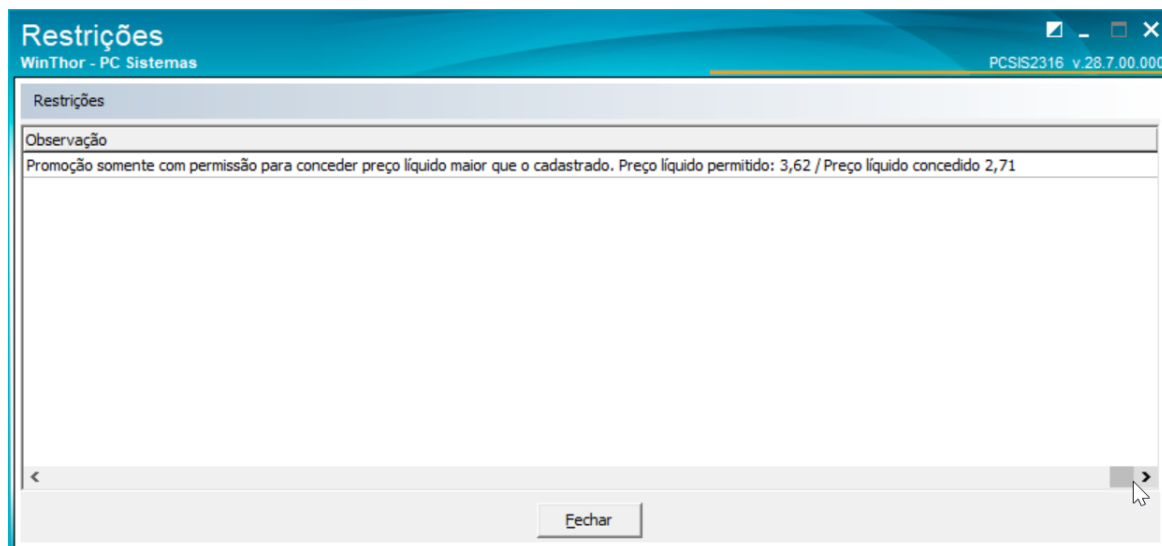 Restrições
WinThor - PC Sistemas
PCSIS2316 v.28.7.00.000
Restrições
Observação
Promoção somente com permissão para conceder preço líquido maior que o cadastrado. Preço líquido permitido: 3,62 / Preço líquido concedido 2,71
Fechar